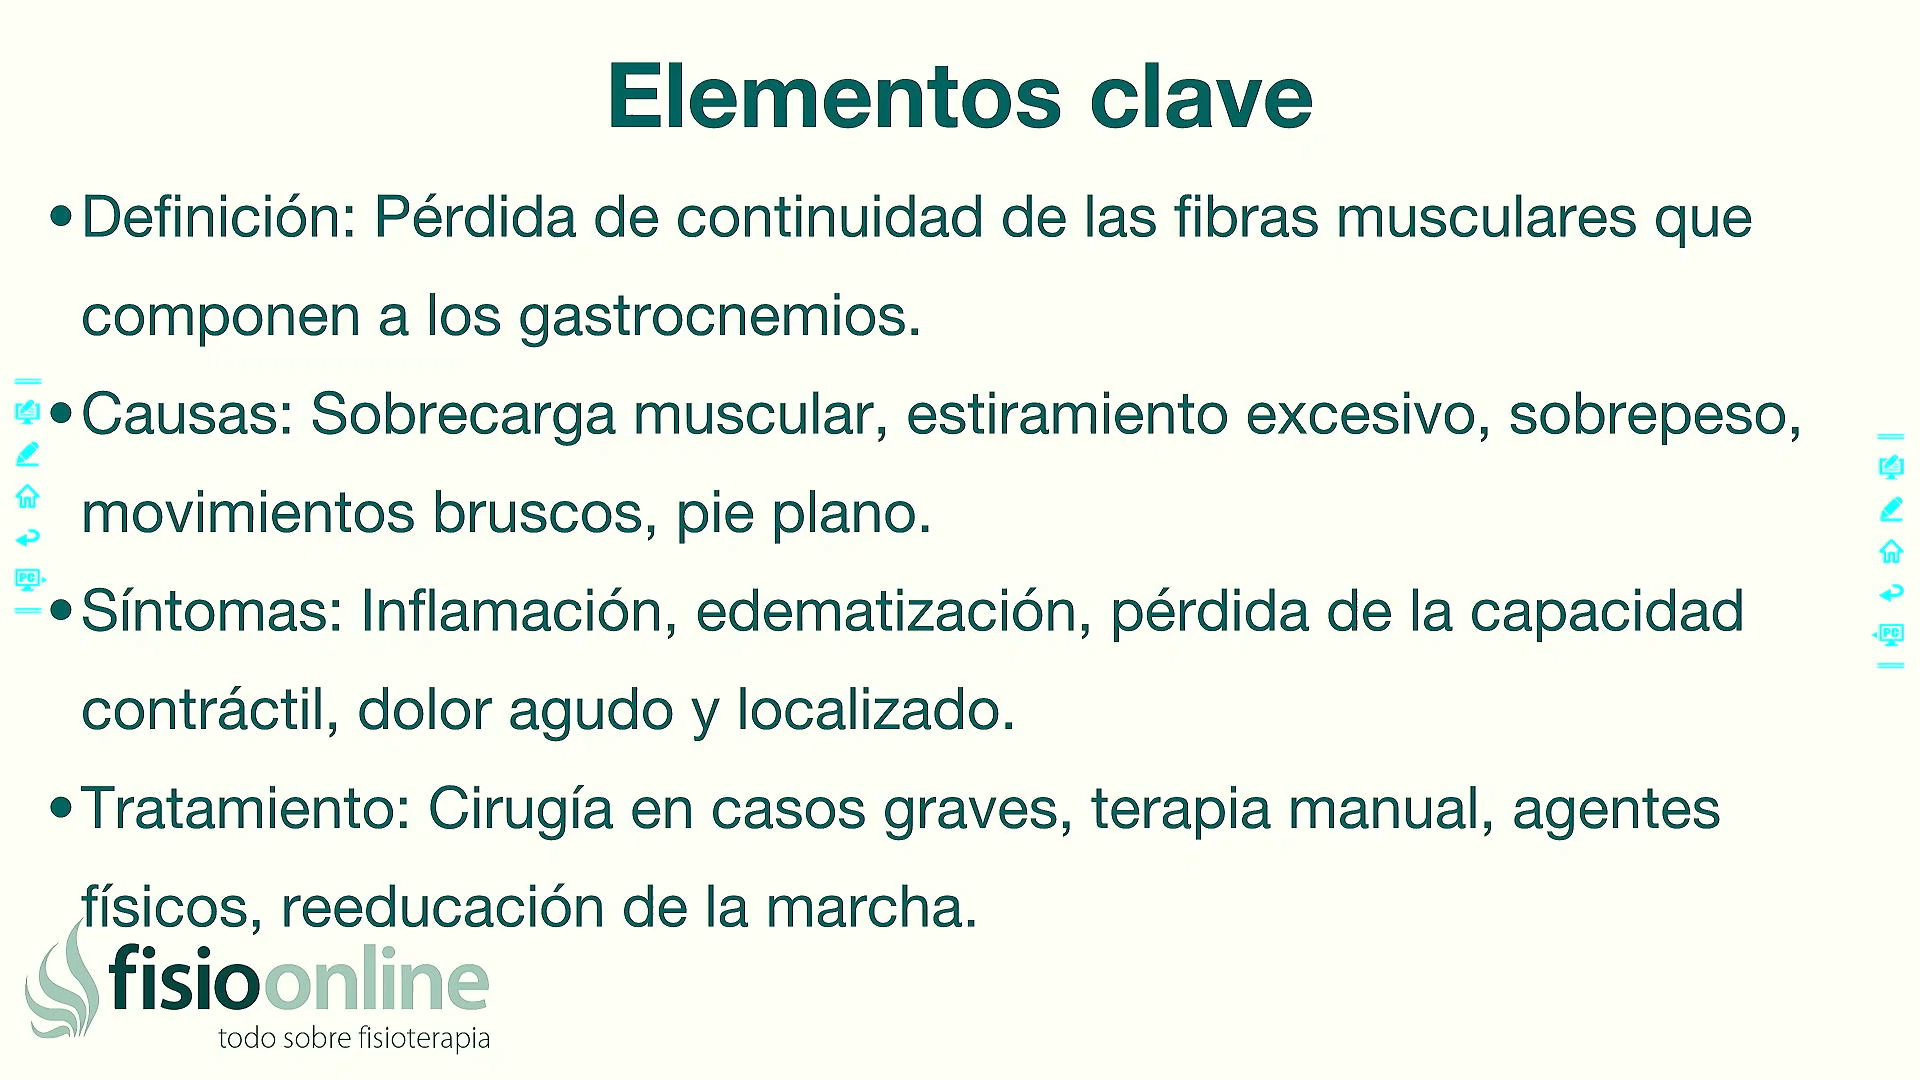 Elementos clave
•Definición: Pérdida de continuidad de las fibras musculares que
componen a los gastrocnemios.
•Causas: Sobrecarga muscular, estiramiento excesivo, sobrepeso,
movimientos bruscos, pie plano.
•Síntomas: Inflamación, edematización, pérdida de la capacidad
contráctil, dolor agudo y localizado.
•Tratamiento: Cirugía en casos graves, terapia manual, agentes
físicos, reeducación de la marcha.
fisioonline
todo sobre fisioterapia
PC
PC